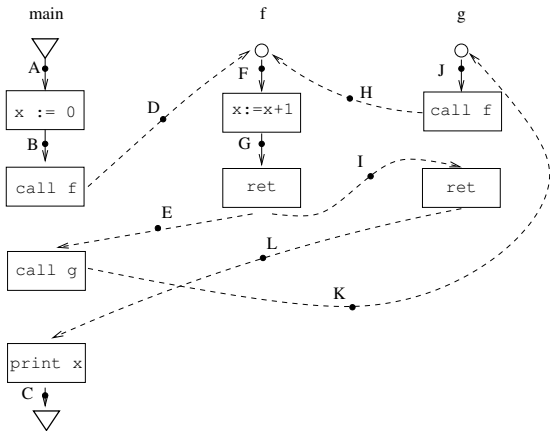 main f g
A F J
x := 0 D x:=x+1 H call f
B G
call f ret I ret
E
call g L
K
print x
C